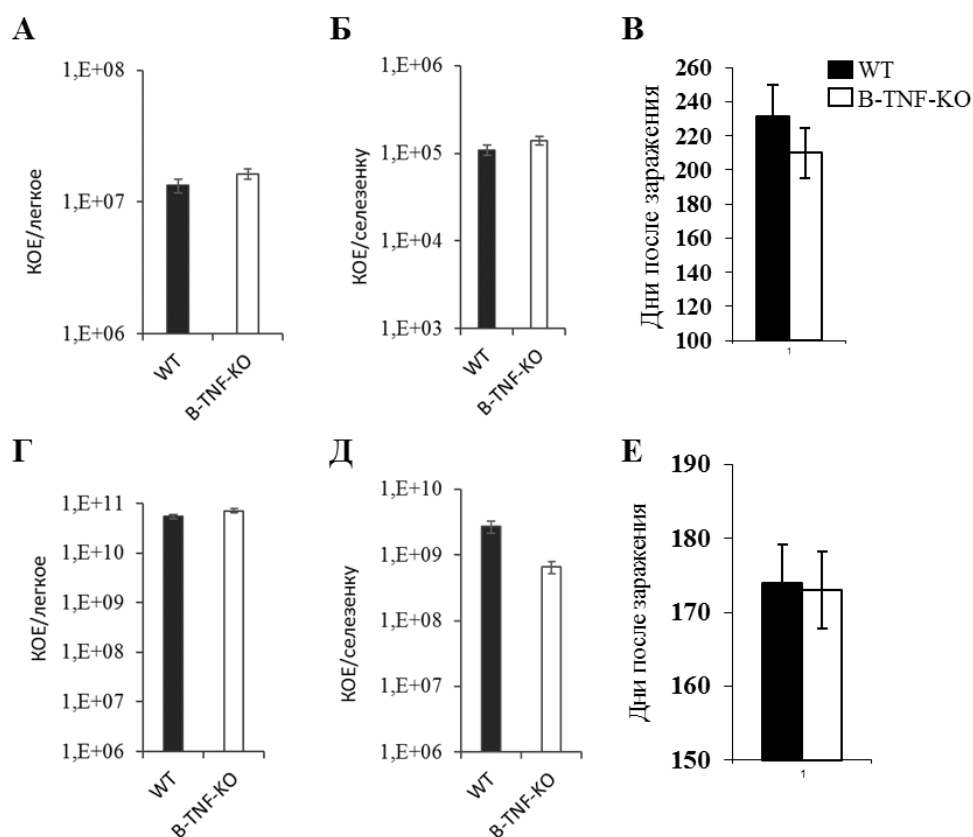 А
1,E+08
1,E+07
1,E+06
КОЕ/легкое
WT
B-TNF-KO
Б
1,E+06
1,E+05
1,E+04
1,E+03
КОЕ/селезенку
WT
B-TNF-KO
В
260
240
220
200
180
160
140
120
100
Дни после заражения
1
WT
B-TNF-KO
Г
1,E+11
1,E+10
1,E+09
1,E+08
1,E+07
1,E+06
КОЕ/легкое
WT
B-TNF-KO
Д
1,E+10
1,E+09
1,E+08
1,E+07
1,E+06
КОЕ/селезенку
WT
B-TNF-KO
Е
190
180
170
160
150
Дни после заражения
1